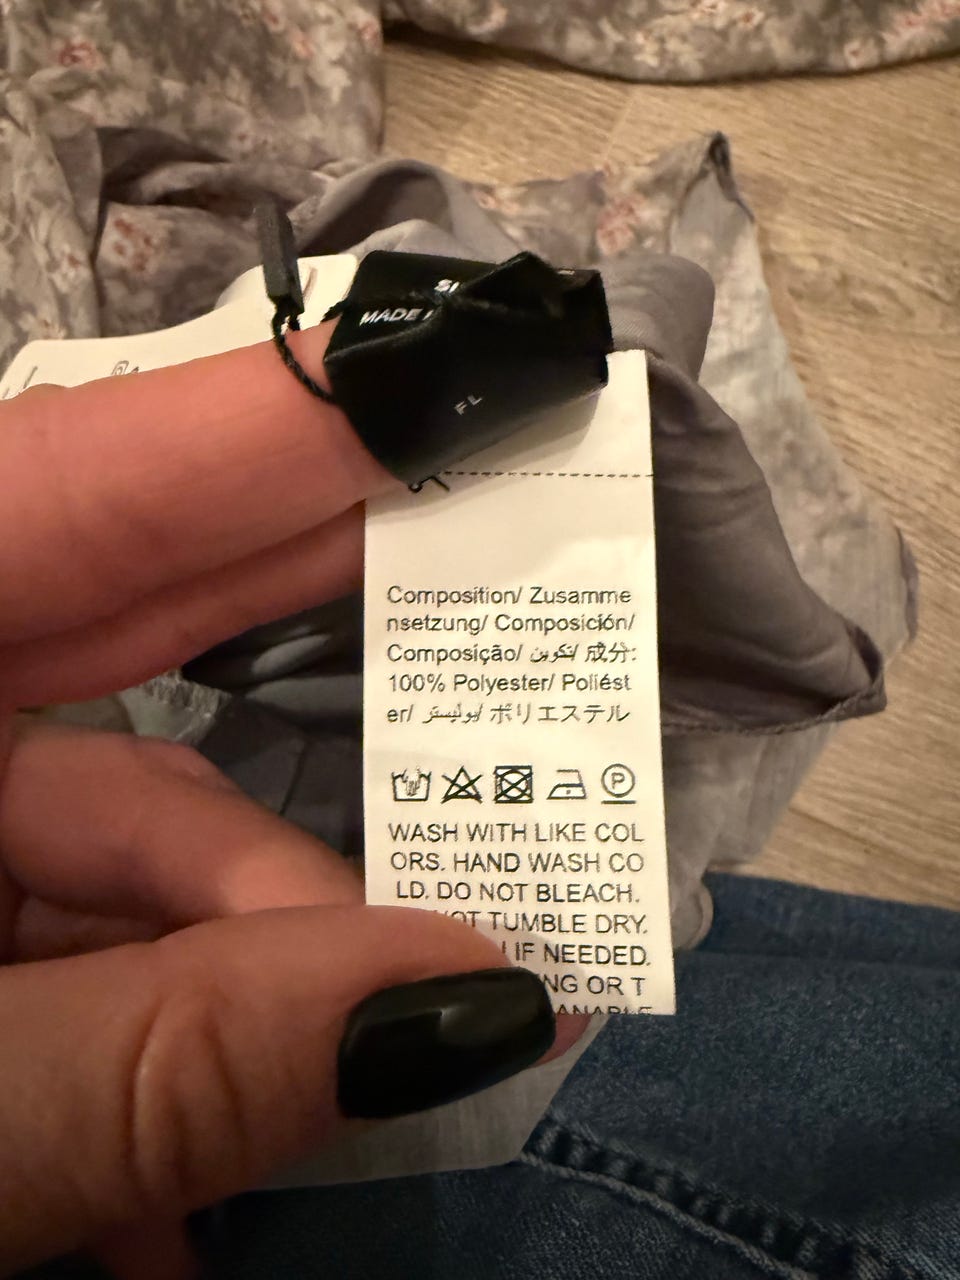 MADE
FL
Composition/ Zusamme
nsetzung/ Composición/
Composição/ تكوين/ 成分:
100% Polyester/ Poliést
er/ بوليستر/ ポリエステル
P
WASH WITH LIKE COL
ORS. HAND WASH CO
LD. DO NOT BLEACH.
TUMBLE DRY.
IF NEEDED.
OR T